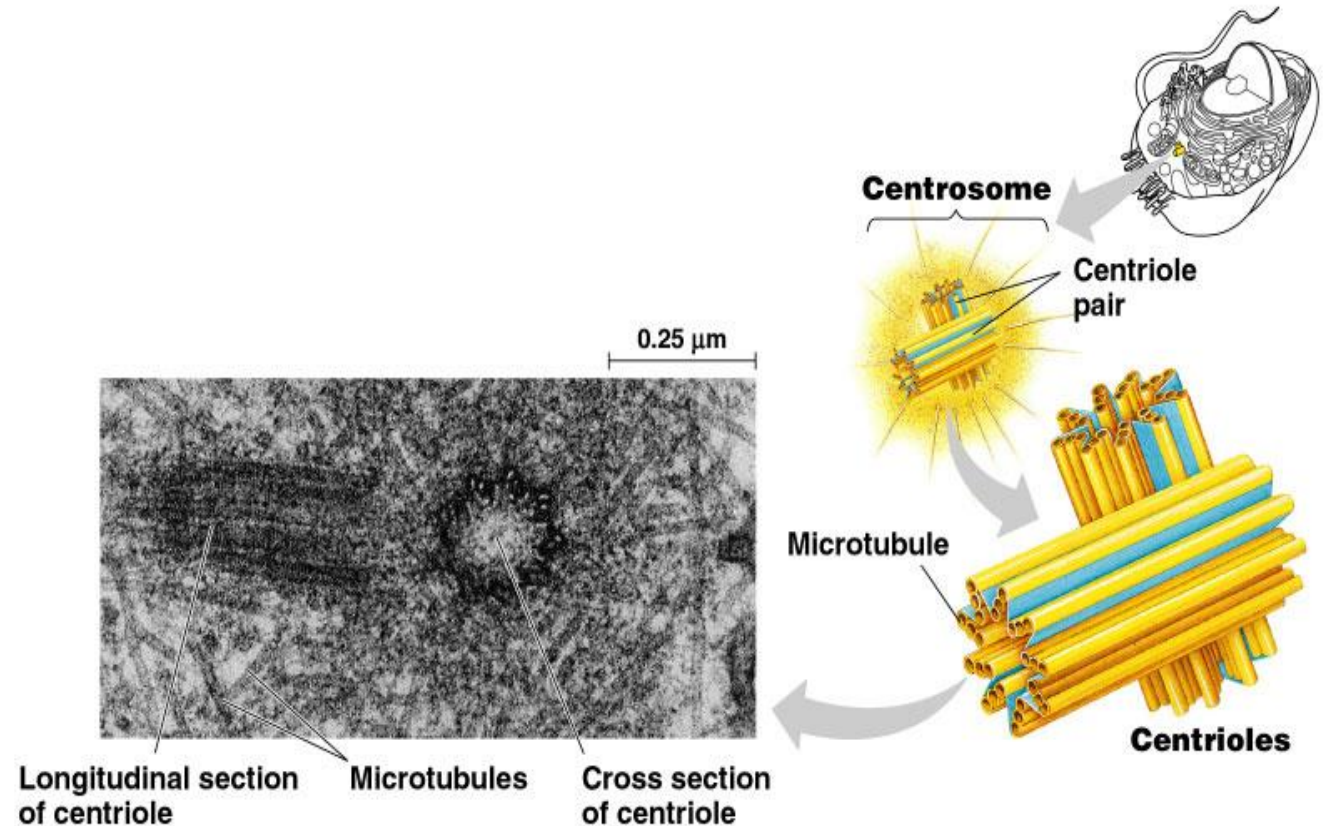 Centrosome
Centriole
pair
0.25 μm
Microtubule
Centrioles
Longitudinal section
of centriole
Microtubules
Cross section
of centriole